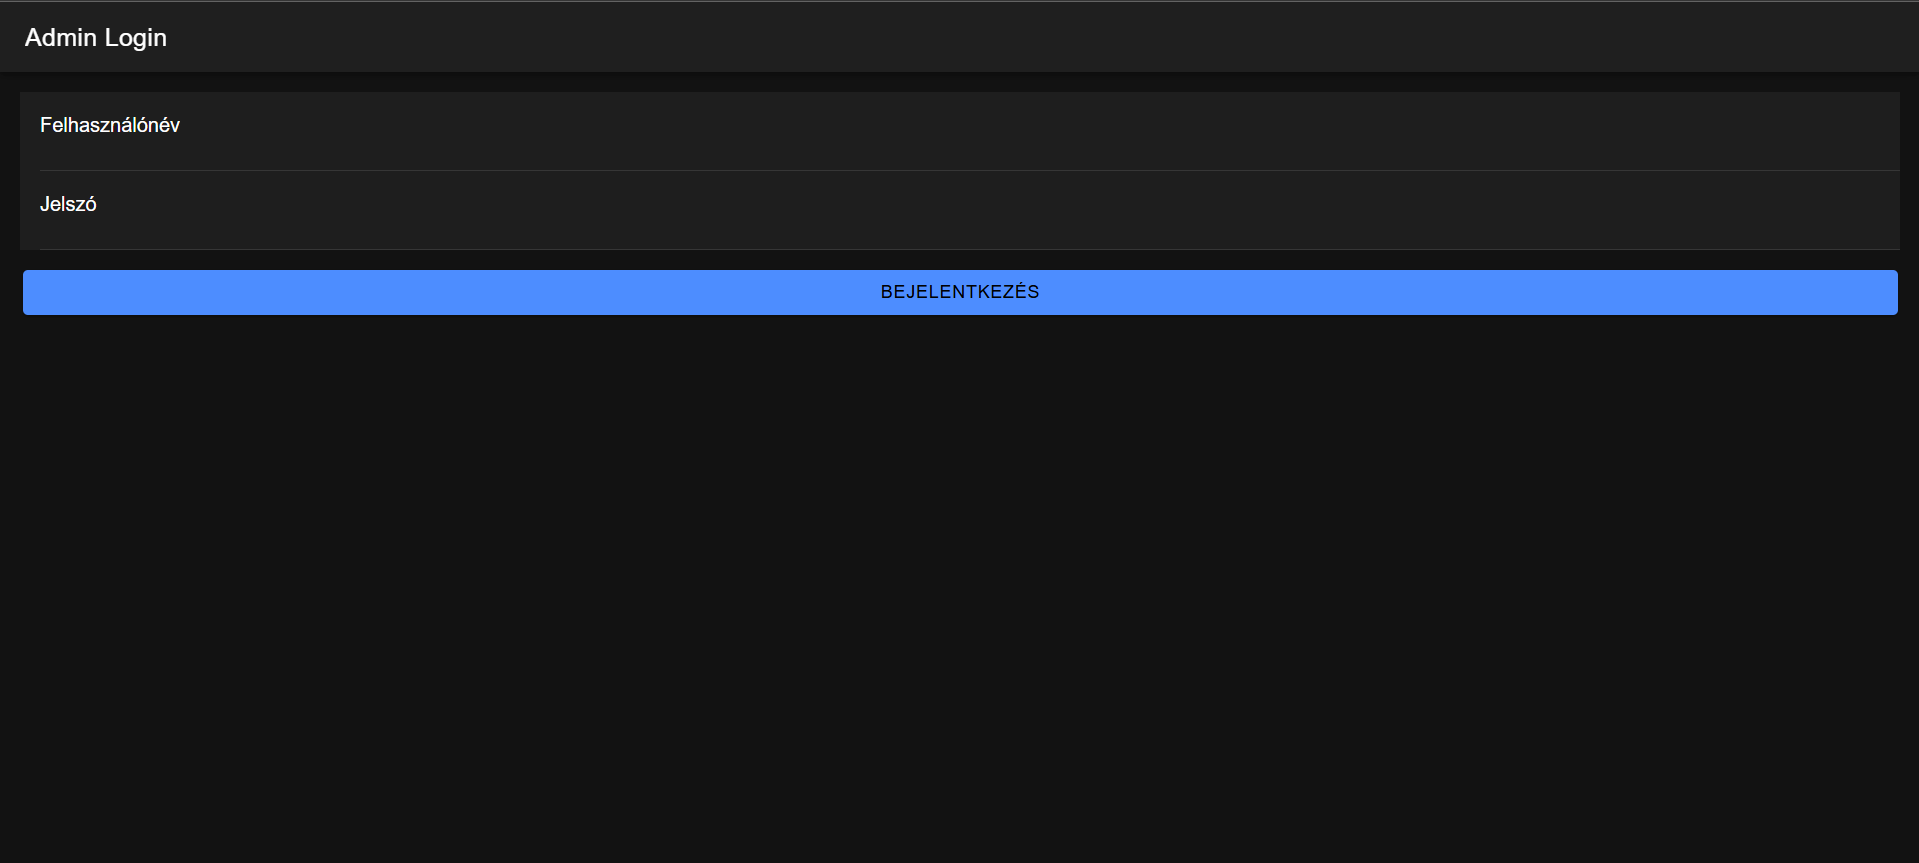 Admin Login
Felhasználónév
Jelszó
BEJELENTKEZÉS